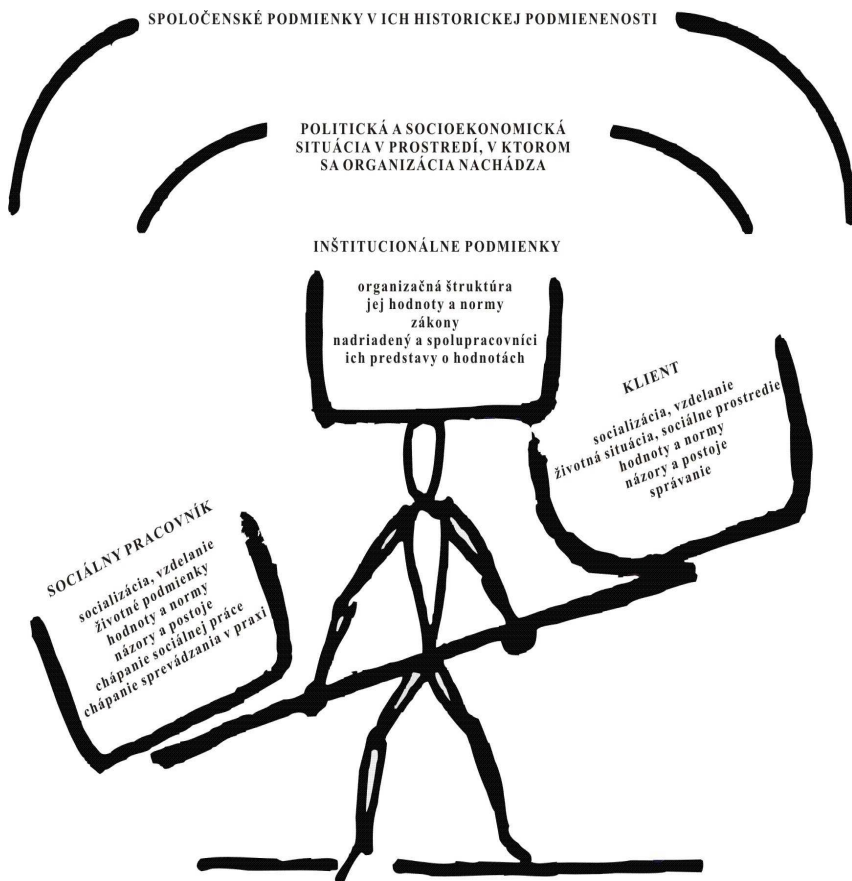 SPOLOČENSKÉ PODMIENKY V ICH HISTORICKEJ PODMIENENOSTI
POLITICKÁ A SOCIOEKONOMICKÁ
SITUÁCIA V PROSTREDÍ, V KTOROM
SA ORGANIZÁCIA NACHÁDZA
INŠTITUCIONÁLNE PODMIENKY
organizačná štruktúra
jej hodnoty a normy
zákony
nadriadený a spolupracovníci
ich predstavy o hodnotách
KLIENT
socializácia, vzdelanie
životná situácia, sociálne prostredie
hodnoty a normy
názory a postoje
správanie
SOCIÁLNY PRACOVNÍK
socializácia, vzdelanie
životné podmienky
hodnoty a normy
názory a postoje
chápanie sociálnej práce
chápanie sprevádzania v praxi